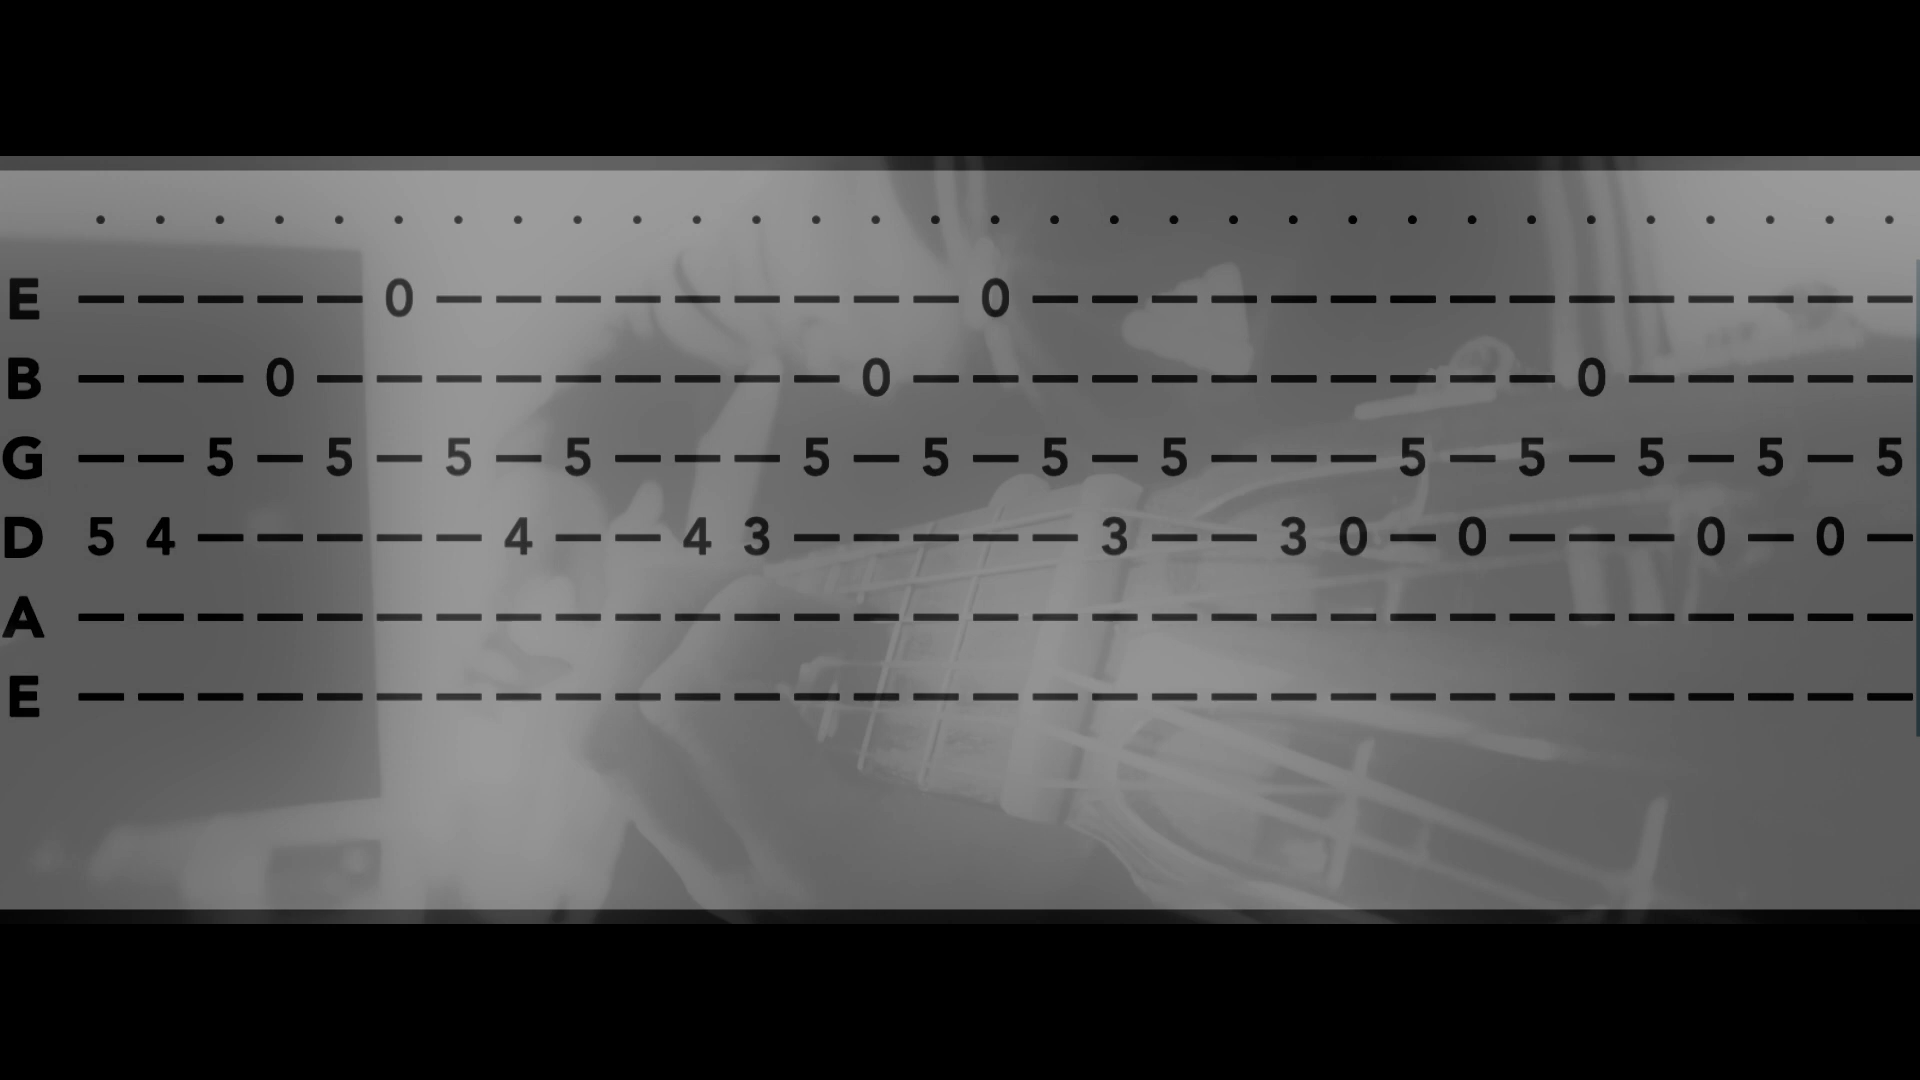 . . . . . . . . . . . . . . . . . . . . . . . . . . . . . . .
E — — — — — 0 — — — — — — — — — 0 — — — — — — — — — — — — — — —
B — — — 0 — — — — — — — — — 0 — — — — — — — — — — — 0 — — — — —
G — — 5 — 5 — 5 — 5 — — — 5 — 5 — 5 — 5 — — — 5 — 5 — 5 — 5 — 5
D 5 4 — — — — — 4 — — 4 3 — — — — — 3 — — 3 0 — 0 — — — 0 — 0 —
A — — — — — — — — — — — — — — — — — — — — — — — — — — — — — — —
E — — — — — — — — — — — — — — — — — — — — — — — — — — — — — — —